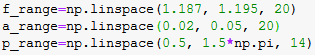 f_range=np.linspace(1.187, 1.195, 20)
a_range=np.linspace(0.02, 0.05, 20)
p_range=np.linspace(0.5, 1.5*np.pi, 14)